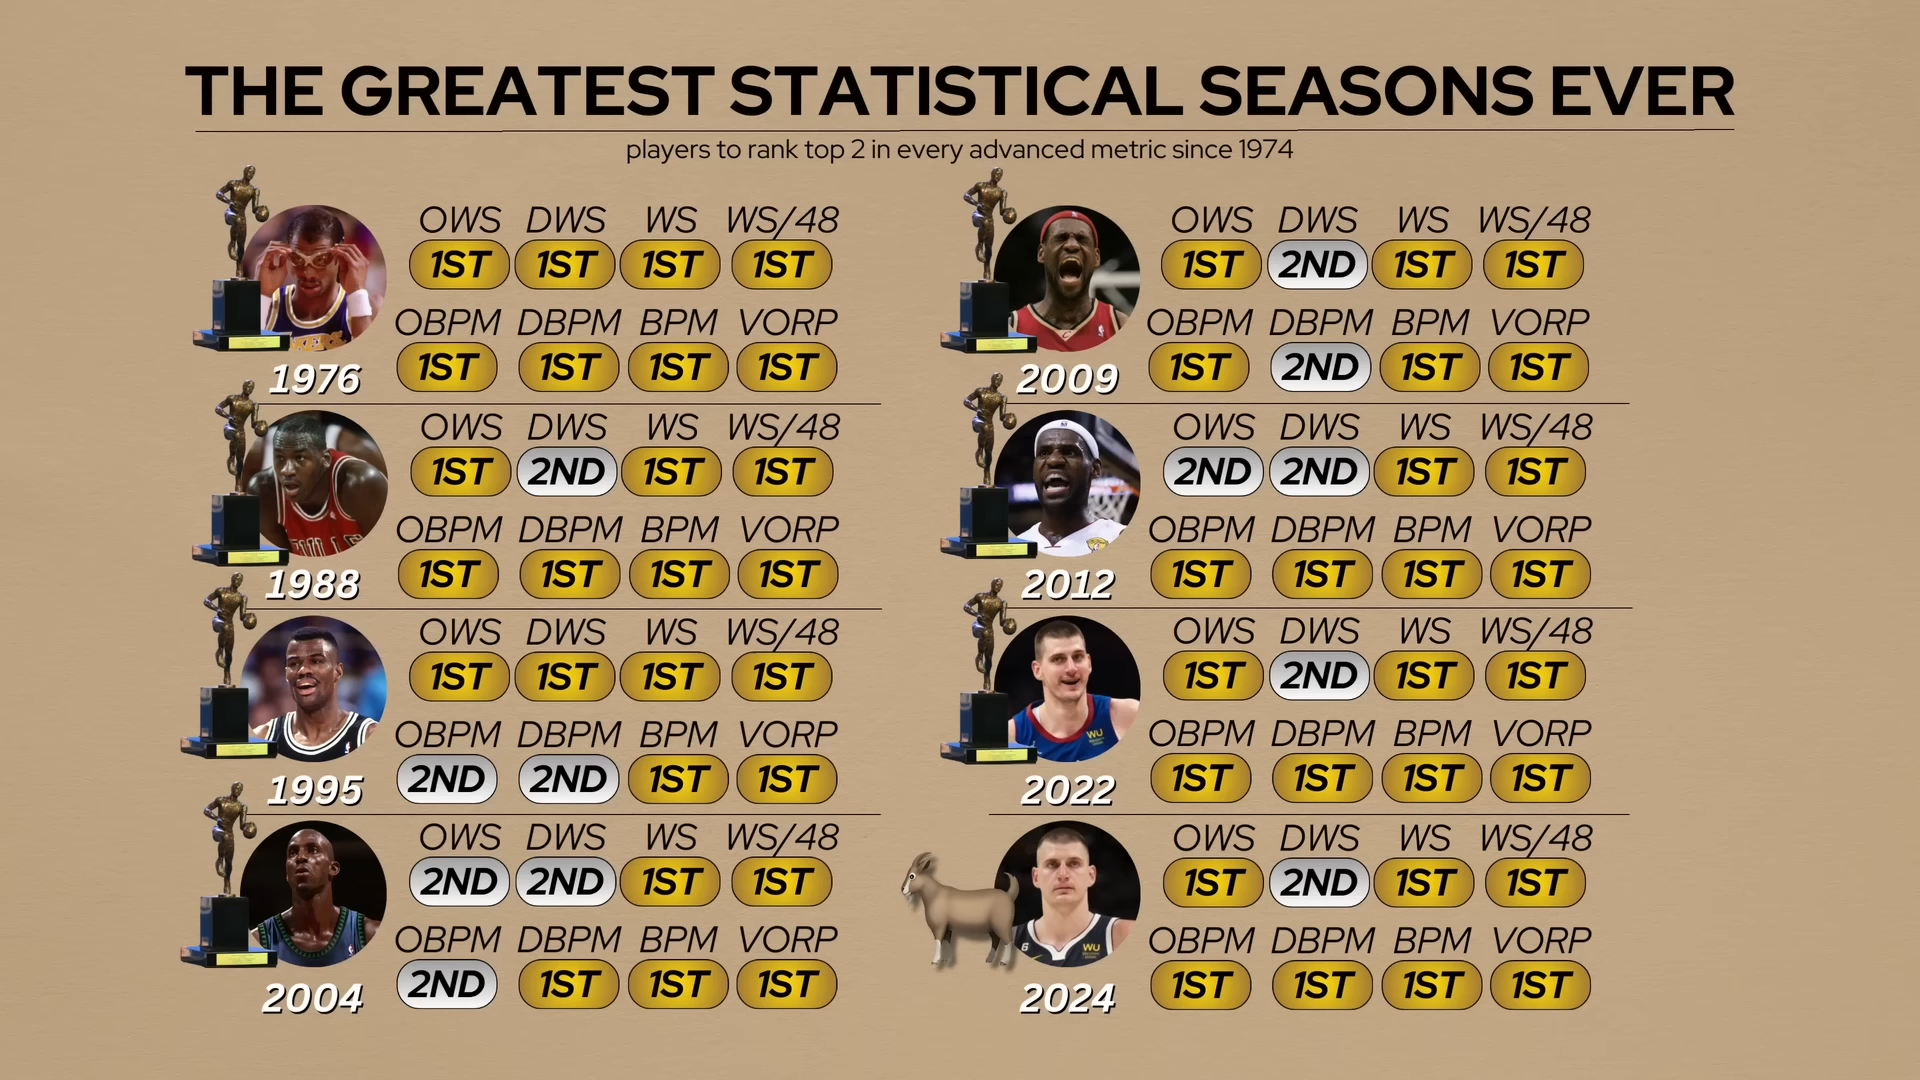 THE GREATEST STATISTICAL SEASONS EVER
players to rank top 2 in every advanced metric since 1974
OWS DWS WS WS/48
1ST 1ST 1ST 1ST
OBPM DBPM BPM VORP
1ST 1ST 1ST 1ST
1976
OWS DWS WS WS/48
1ST 2ND 1ST 1ST
OBPM DBPM BPM VORP
1ST 1ST 1ST 1ST
1988
OWS DWS WS WS/48
1ST 1ST 1ST 1ST
OBPM DBPM BPM VORP
2ND 2ND 1ST 1ST
1995
OWS DWS WS WS/48
2ND 2ND 1ST 1ST
OBPM DBPM BPM VORP
2ND 1ST 1ST 1ST
2004
OWS DWS WS WS/48
1ST 2ND 1ST 1ST
OBPM DBPM BPM VORP
1ST 2ND 1ST 1ST
2009
OWS DWS WS WS/48
2ND 2ND 1ST 1ST
OBPM DBPM BPM VORP
1ST 1ST 1ST 1ST
2012
OWS DWS WS WS/48
1ST 2ND 1ST 1ST
OBPM DBPM BPM VORP
1ST 1ST 1ST 1ST
WU
2022
OWS DWS WS WS/48
1ST 2ND 1ST 1ST
OBPM DBPM BPM VORP
1ST 1ST 1ST 1ST
WU
2024